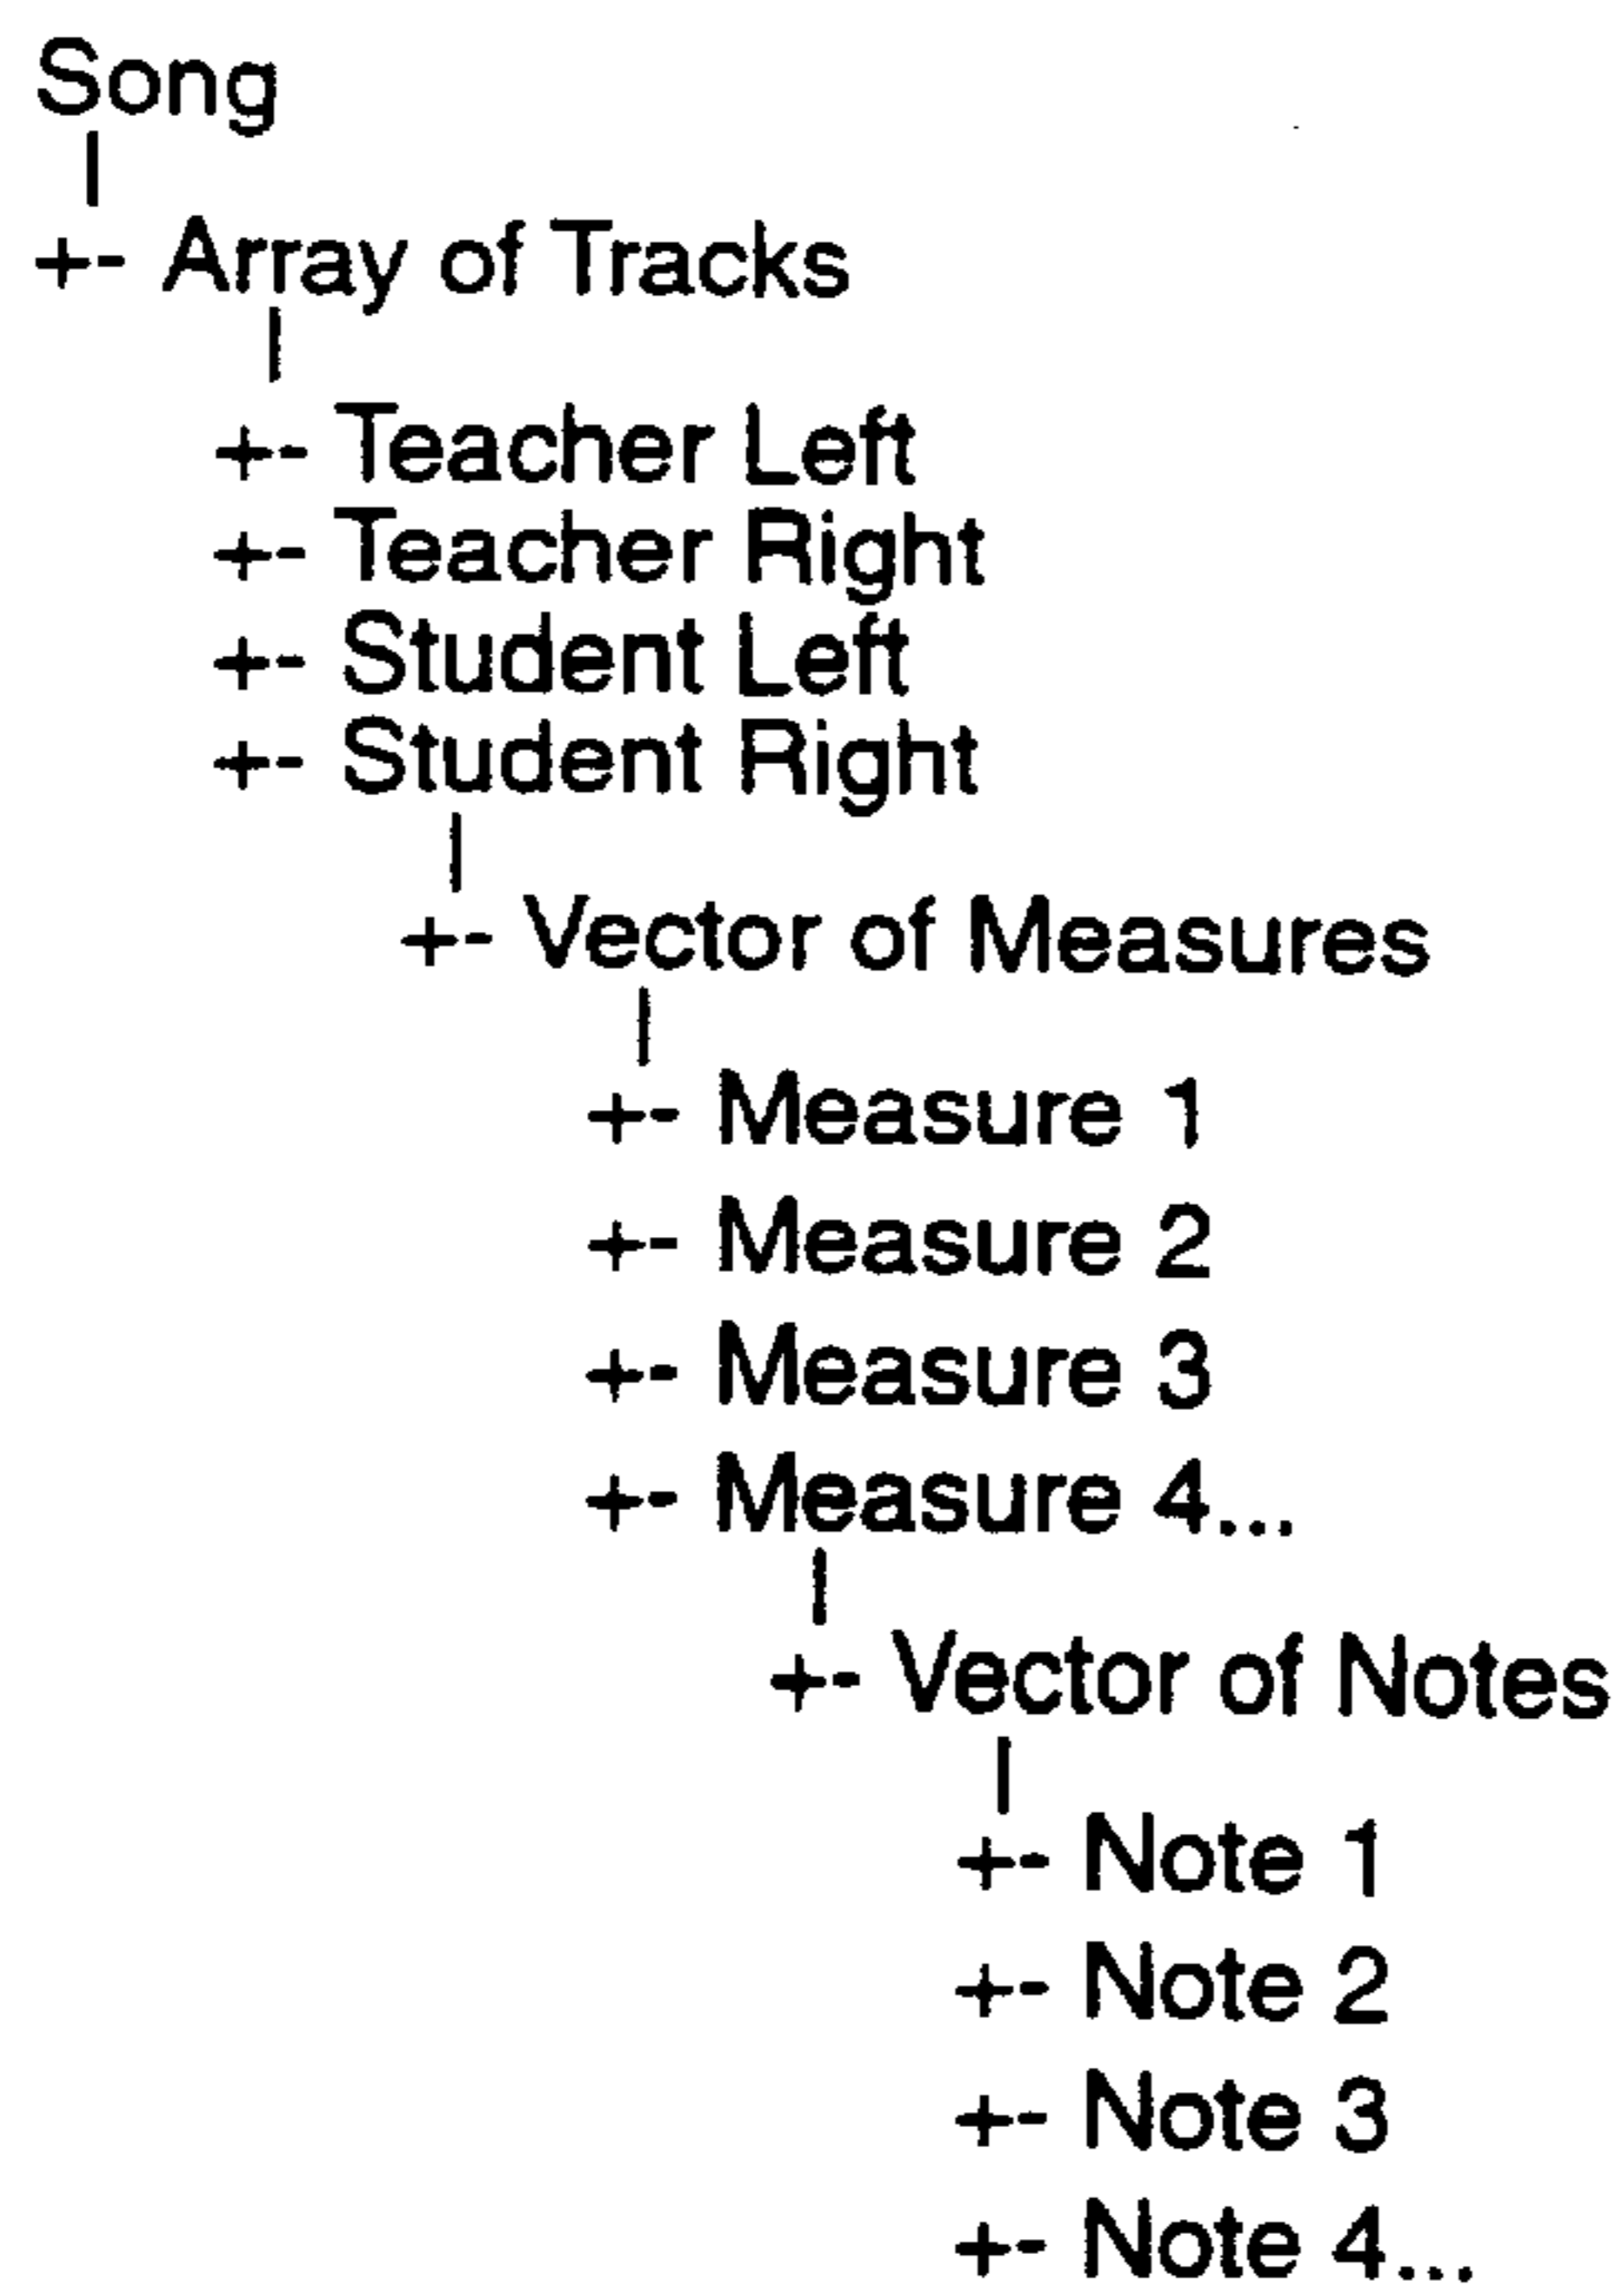 Song
+- Array of Tracks
+- Teacher Left
+- Teacher Right
+- Student Left
+- Student Right
+- Vector of Measures
+- Measure 1
+- Measure 2
+- Measure 3
+- Measure 4...
+- Vector of Notes
+- Note 1
+- Note 2
+- Note 3
+- Note 4...